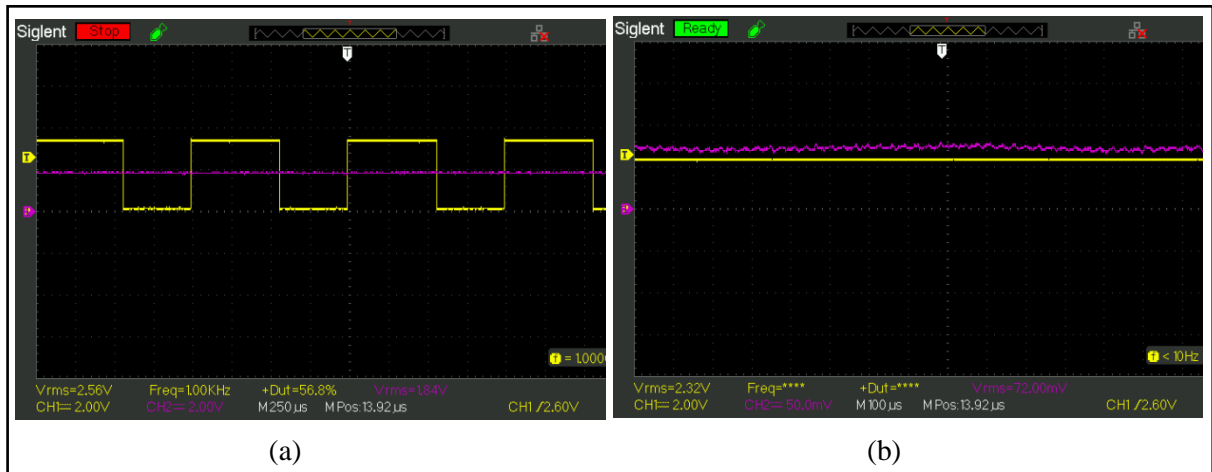 Siglent Stop
T
T
= 1.000
Vrms=2.56V Freq=1.00KHz +Dut=56.8% Vrms=1.84V
CH1 2.00V CH2 2.00V M 250 µs M Pos:13.92 µs CH1 /2.60V
(a)
Siglent Ready
T
T
< 10Hz
Vrms=2.32V Freq=**** +Dut=**** Vrms=72.00mV
CH1 2.00V CH2 50.0mV M 100 µs M Pos:13.92 µs CH1 /2.60V
(b)